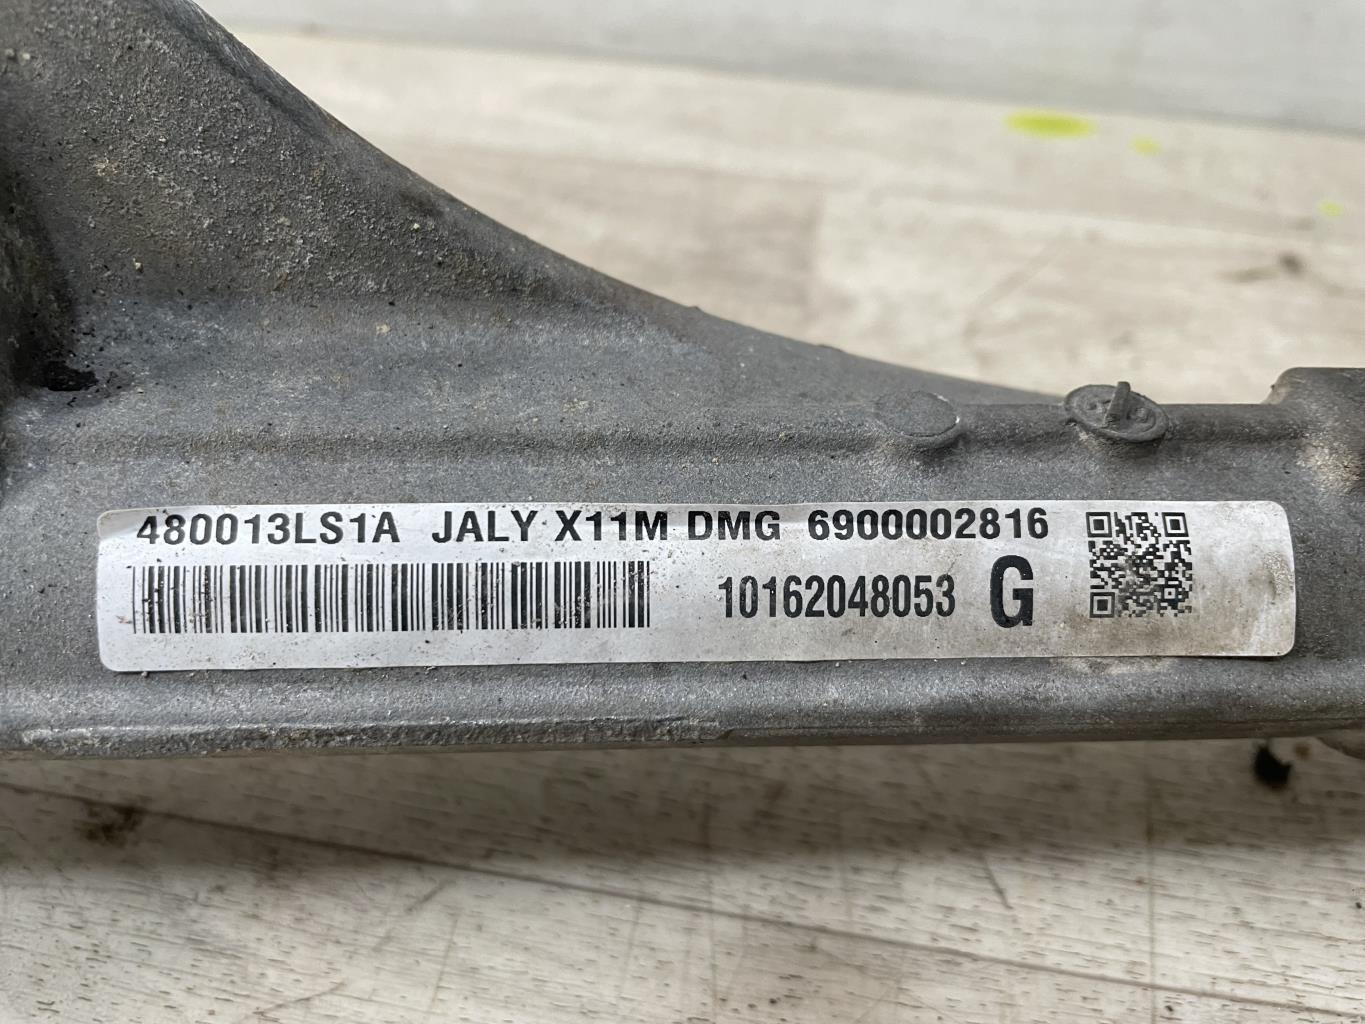 480013LS1A JALY X11M DMG 6900002816
10162048053 G